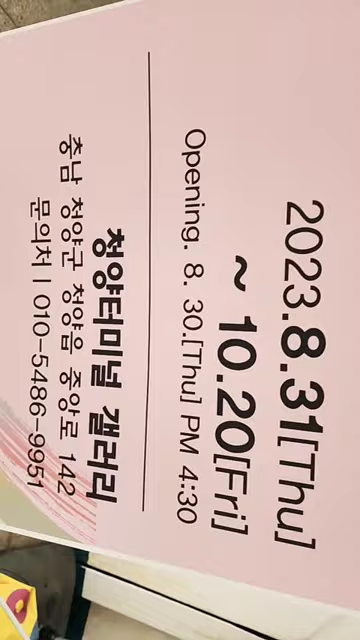 2023.8.31[Thu]
~ 10.20[Fri]
Opening. 8. 30.[Thu] PM 4:30
청양터미널 갤러리
충남 청양군 청양읍 중앙로 142
문의처 | 010-5486-9951